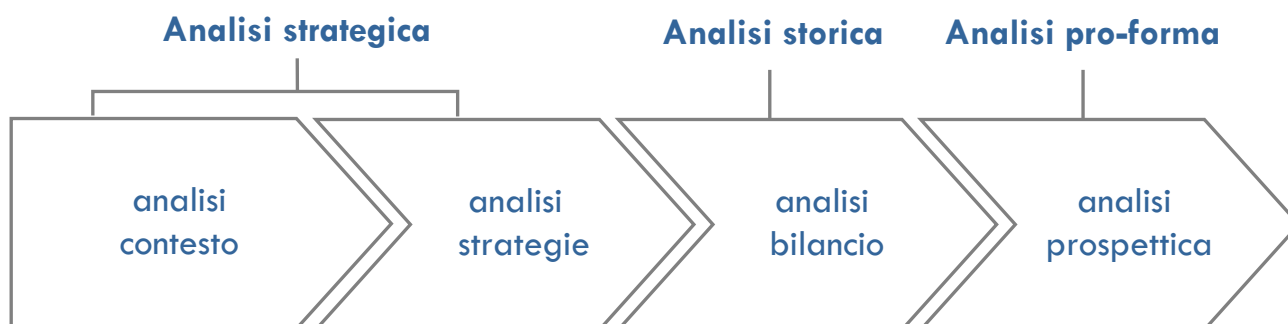 Analisi strategica
Analisi storica
Analisi pro-forma
analisi
contesto
analisi
strategie
analisi
bilancio
analisi
prospettica